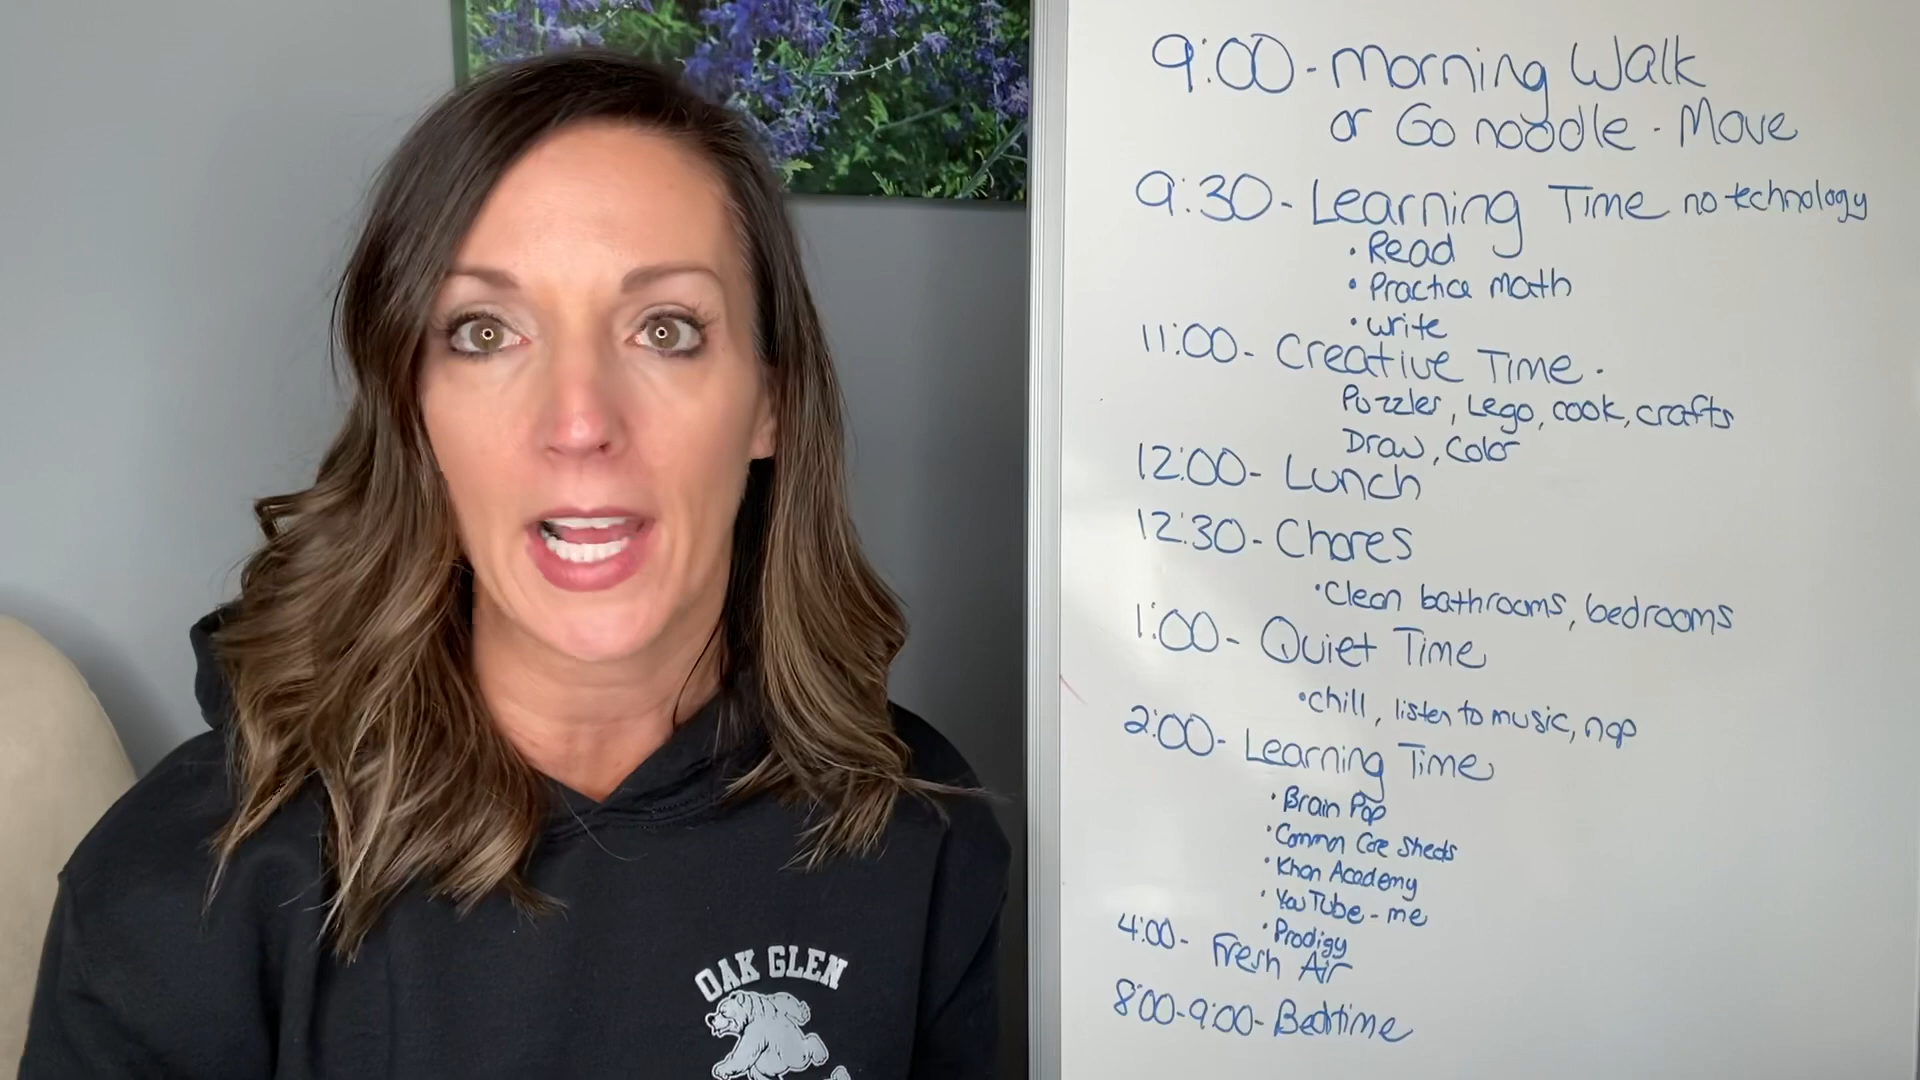 9:00 - Morning Walk
or Go noodle - Move
9:30 - Learning Time no technology
• Read
• Practice math
• write
11:00 - Creative Time.
Puzzles, Lego, cook, crafts
Draw, Color
12:00 - Lunch
12:30 - Chores
• Clean bathrooms, bedrooms
1:00 - Quiet Time
• chill, listen to music, nap
2:00 - Learning Time
• Brain Pop
• Common Core Sheets
• Khan Academy
• YouTube - me
• Prodigy
4:00 - Fresh Air
8:00-9:00 - Bedtime
OAK GLEN